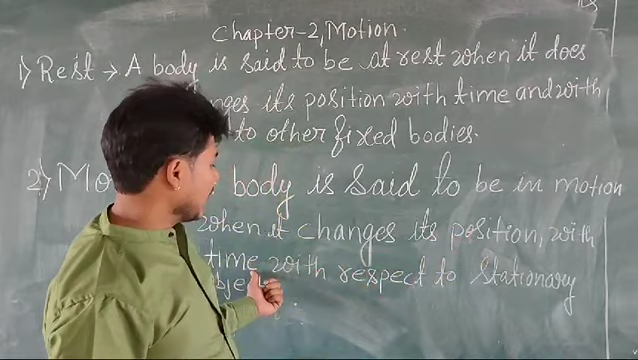 Chapter-2, Motion.
1) Rest → A body is said to be at rest when it does
nges its position with time and with
to other fixed bodies.
2) Mo body is said to be in motion
when it changes its position, with
time with respect to stationary
bje